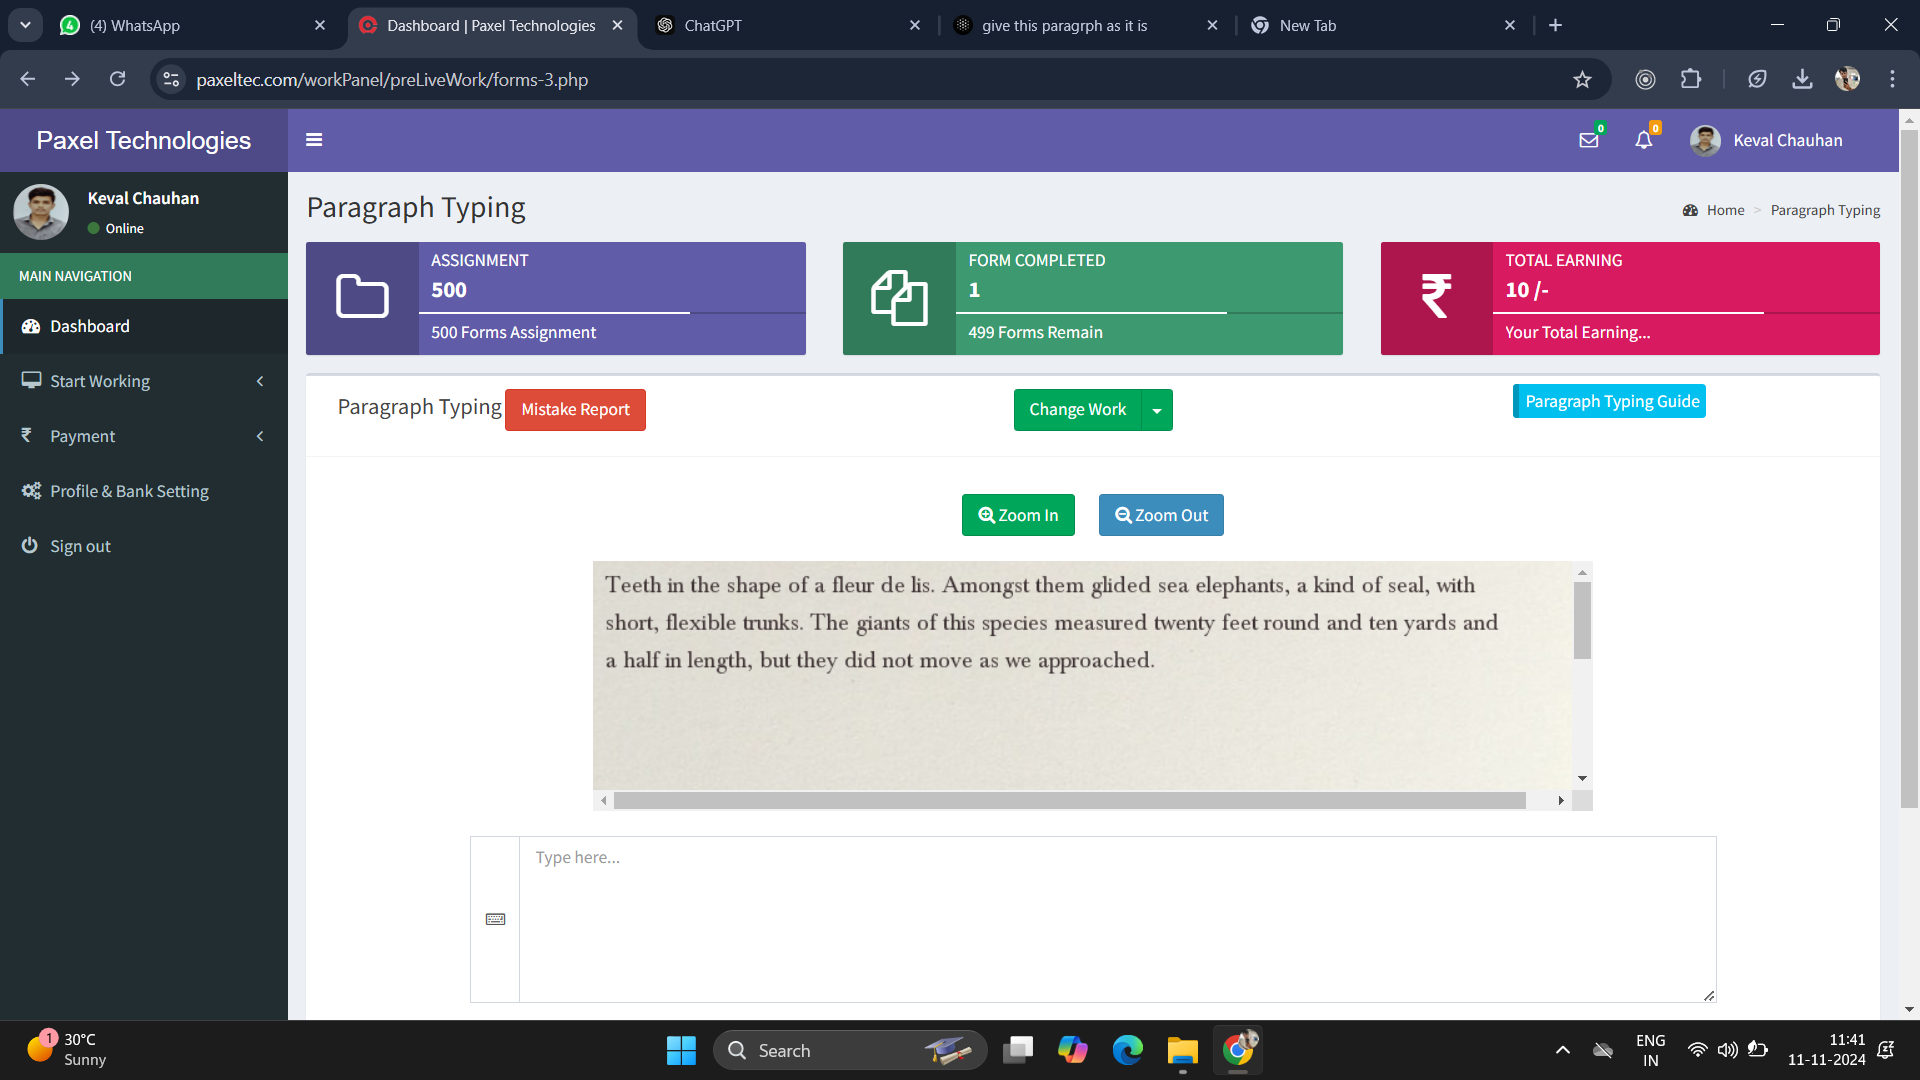 (4) WhatsApp
Dashboard | Paxel Technologies
ChatGPT
give this paragrph as it is
New Tab
paxeltec.com/workPanel/preLiveWork/forms-3.php
Paxel Technologies
0
0
Keval Chauhan
Keval Chauhan
Online
MAIN NAVIGATION
Dashboard
Start Working
Payment
Profile & Bank Setting
Sign out
Paragraph Typing
Home > Paragraph Typing
ASSIGNMENT
500
500 Forms Assignment
FORM COMPLETED
1
499 Forms Remain
TOTAL EARNING
10 /-
Your Total Earning...
Paragraph Typing
Mistake Report
Change Work
Paragraph Typing Guide
Zoom In
Zoom Out
Teeth in the shape of a fleur de lis. Amongst them glided sea elephants, a kind of seal, with
short, flexible trunks. The giants of this species measured twenty feet round and ten yards and
a half in length, but they did not move as we approached.
Type here...
1
30°C
Sunny
Search
ENG
IN
11:41
11-11-2024